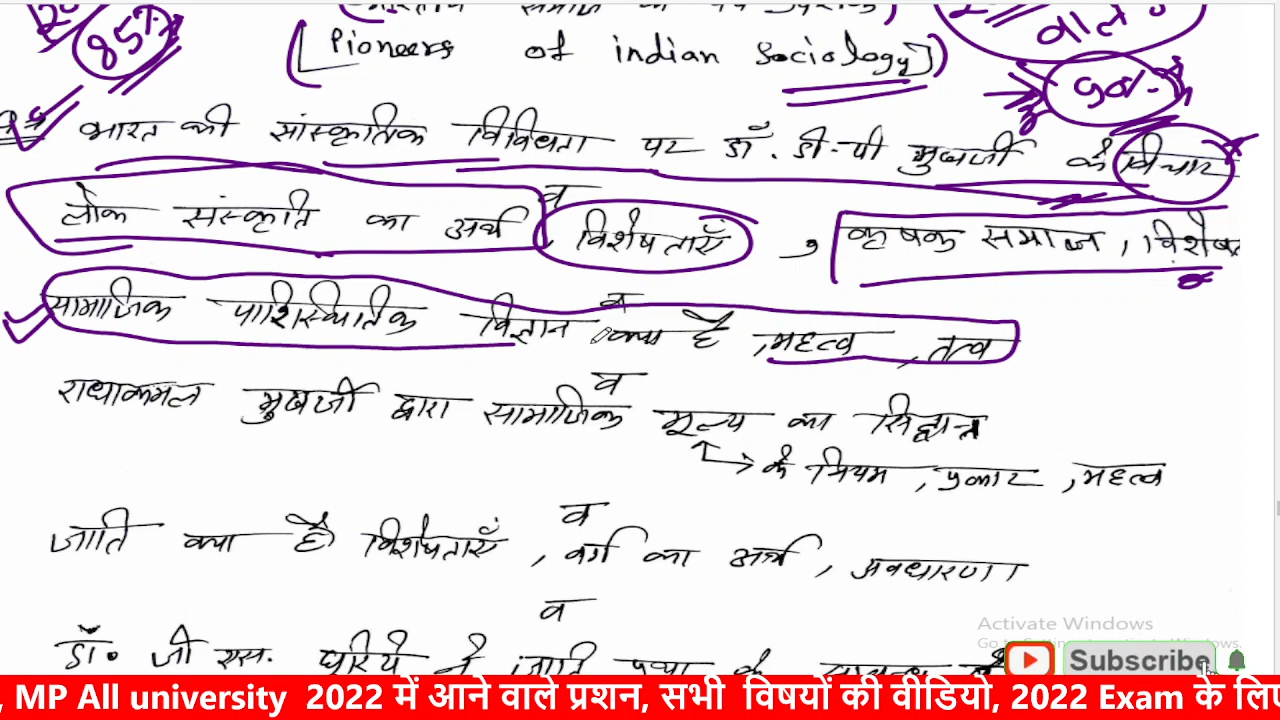 85%
(Pioneers of indian Sociology)
वाले
90%
भारत की सांस्कृतिक विविधता पर डॉ. डी-पी मुखर्जी के विचार
व
लोक संस्कृति का अर्थ, विशेषताएँ, कृषक समाज, विशेष
सामाजिक पारिस्थितिक विज्ञान क्या है, महत्व, तत्व
व
राधाकमल मुखर्जी द्वारा सामाजिक मूल्य का सिद्धान्त
के नियम, प्रकार, महत्व
व
जाति क्या है विशेषताएँ, वर्ग का अर्थ, अवधारणा
व
डॉ. जी एस. घुरिये ने जाति प्रथा के
Activate Windows
Subscribe
, MP All university 2022 में आने वाले प्रशन, सभी विषयों की वीडियो, 2022 Exam के लिए